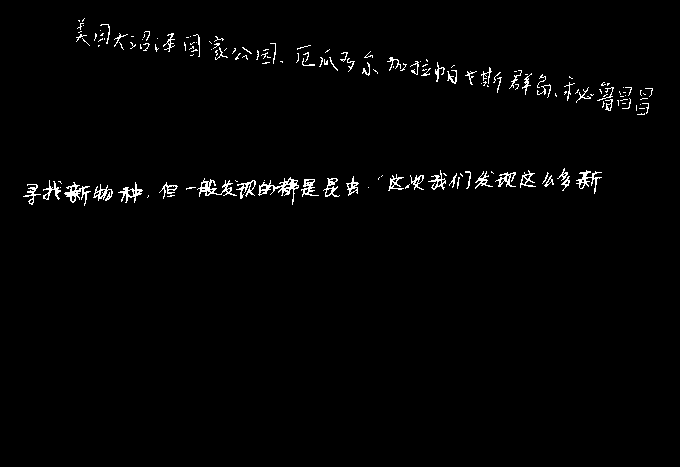 美国大沼泽国家公园、厄瓜多尔加拉帕戈斯群岛、秘鲁昌昌
寻找新物种,但一般发现的都是昆虫.“这次我们发现这么多新